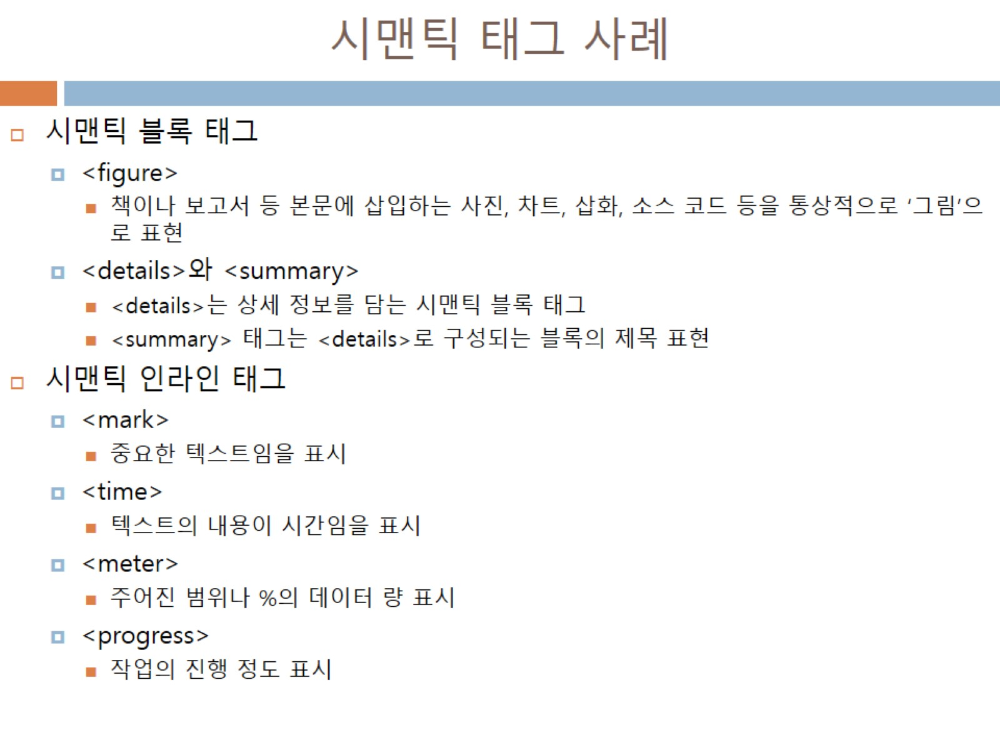 시맨틱 태그 사례
시맨틱 블록 태그
<figure>
책이나 보고서 등 본문에 삽입하는 사진, 차트, 삽화, 소스 코드 등을 통상적으로 ‘그림’으
로 표현
<details>와 <summary>
<details>는 상세 정보를 담는 시맨틱 블록 태그
<summary> 태그는 <details>로 구성되는 블록의 제목 표현
시맨틱 인라인 태그
<mark>
중요한 텍스트임을 표시
<time>
텍스트의 내용이 시간임을 표시
<meter>
주어진 범위나 %의 데이터 량 표시
<progress>
작업의 진행 정도 표시